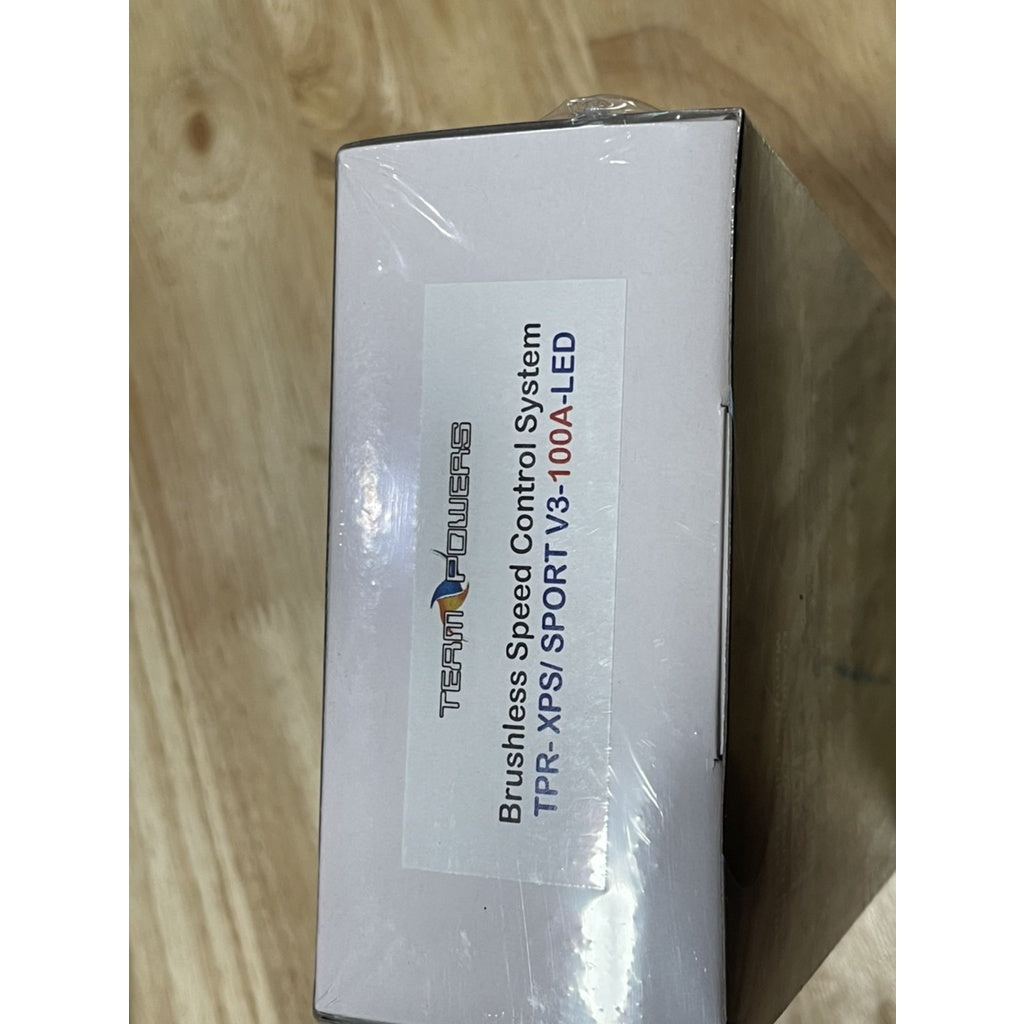 TEAM POWERS
Brushless Speed Control System
TPR- XPS/ SPORT V3-100A-LED